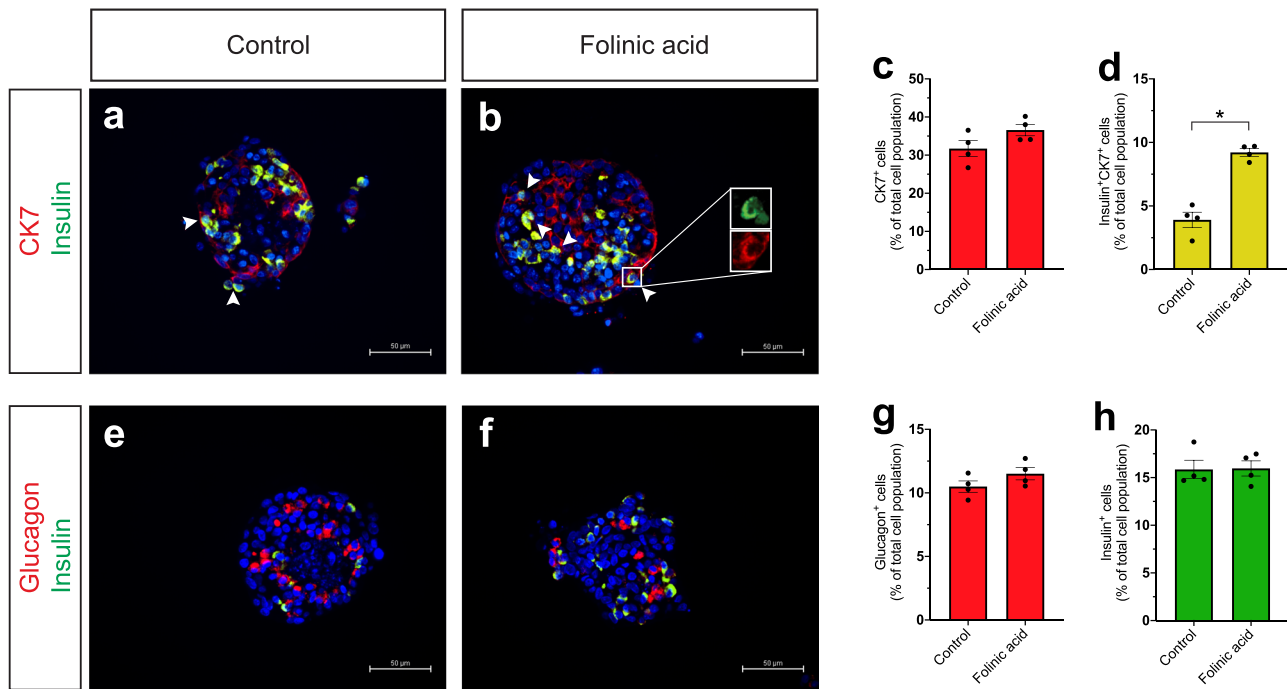 Control
Folinic acid
CK7
Insulin
a
50 µm
b
50 µm
c
CK7⁺ cells
(% of total cell population)
50
40
30
20
10
0
Control
Folinic acid
d
Insulin⁺CK7⁺ cells
(% of total cell population)
15
10
5
0
*
Control
Folinic acid
Glucagon
Insulin
e
50 µm
f
50 µm
g
Glucagon⁺ cells
(% of total cell population)
15
10
5
0
Control
Folinic acid
h
Insulin⁺ cells
(% of total cell population)
20
15
10
5
0
Control
Folinic acid